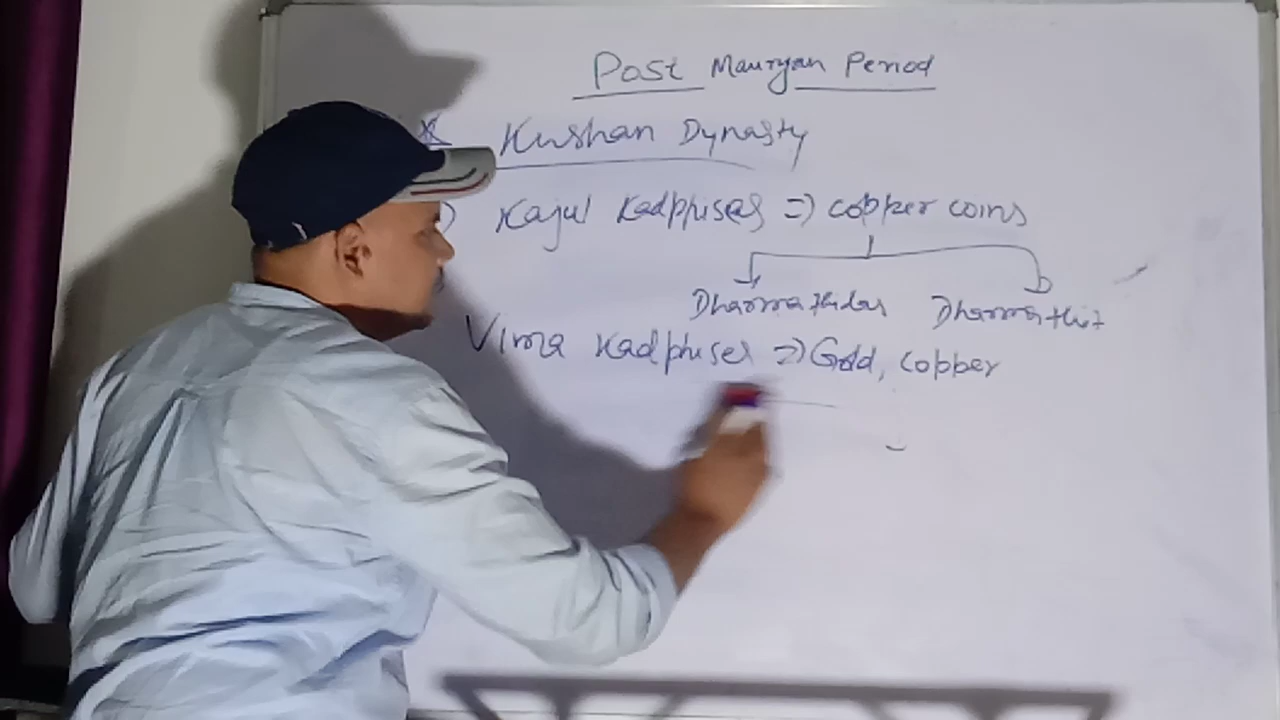 Post Mauryan Period
Kushan Dynasty
Kajul Kadphises => copper coins
Dharmathidas Dharmathit
Vima Kadphises => Gold, copper